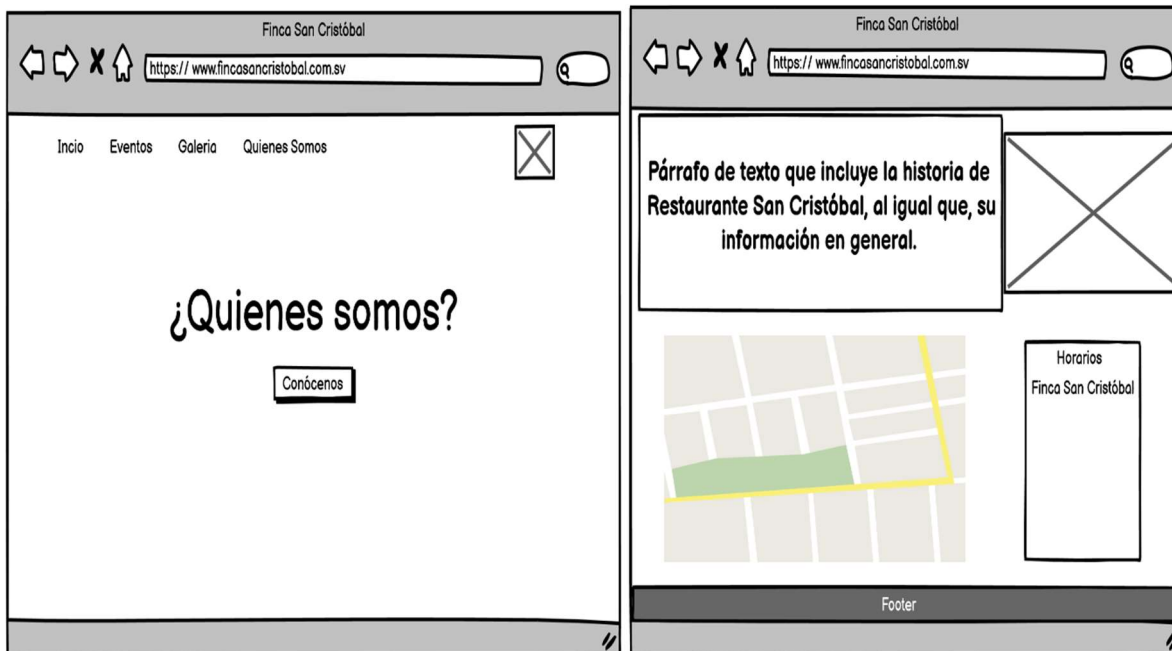 Finca San Cristóbal
https:// www.fincasancristobal.com.sv
Incio Eventos Galeria Quienes Somos
¿Quienes somos?
Conócenos
Finca San Cristóbal
https:// www.fincasancristobal.com.sv
Párrafo de texto que incluye la historia de
Restaurante San Cristóbal, al igual que, su
información en general.
Horarios
Finca San Cristóbal
Footer